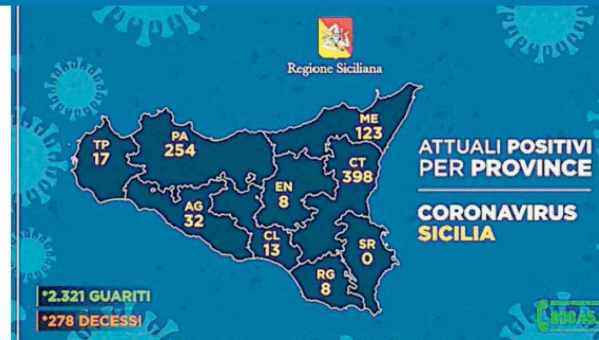 Regione Siciliana
ATTUALI POSITIVI
PER PROVINCE
CORONAVIRUS
SICILIA
TP
17
PA
254
ME
123
CT
398
EN
8
AG
32
CL
13
SR
0
RG
8
*2.321 GUARITI
*278 DECESSI